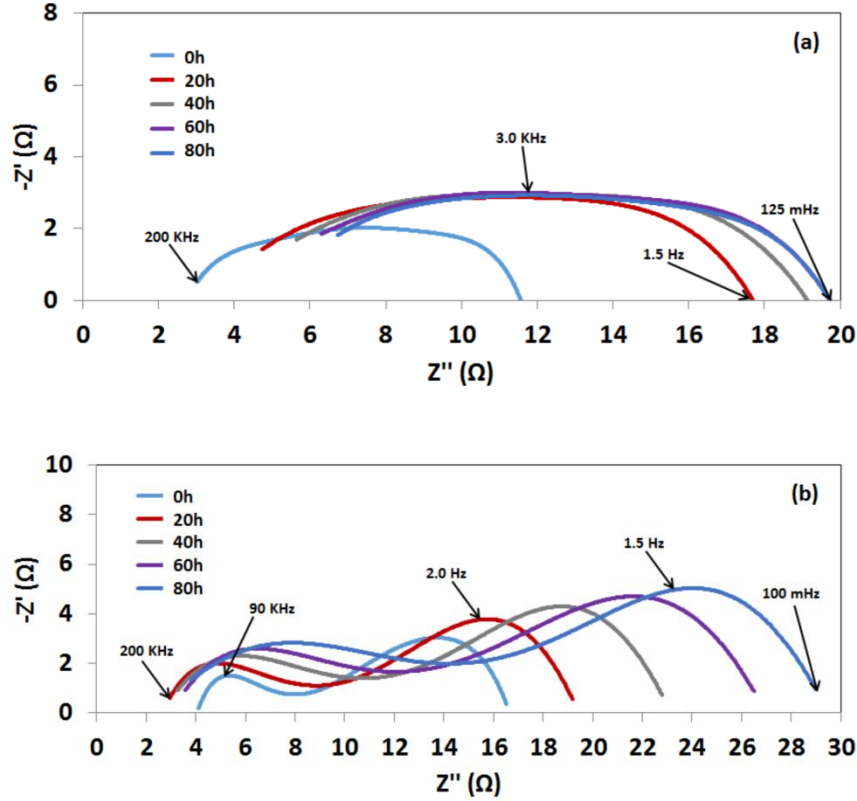 (a)
0h
20h
40h
60h
80h
3.0 KHz
200 KHz
1.5 Hz
125 mHz
-Z' (Ω)
8
6
4
2
0
0 2 4 6 8 10 12 14 16 18 20
Z'' (Ω)
(b)
0h
20h
40h
60h
80h
200 KHz
90 KHz
2.0 Hz
1.5 Hz
100 mHz
-Z' (Ω)
10
8
6
4
2
0
0 2 4 6 8 10 12 14 16 18 20 22 24 26 28 30
Z'' (Ω)